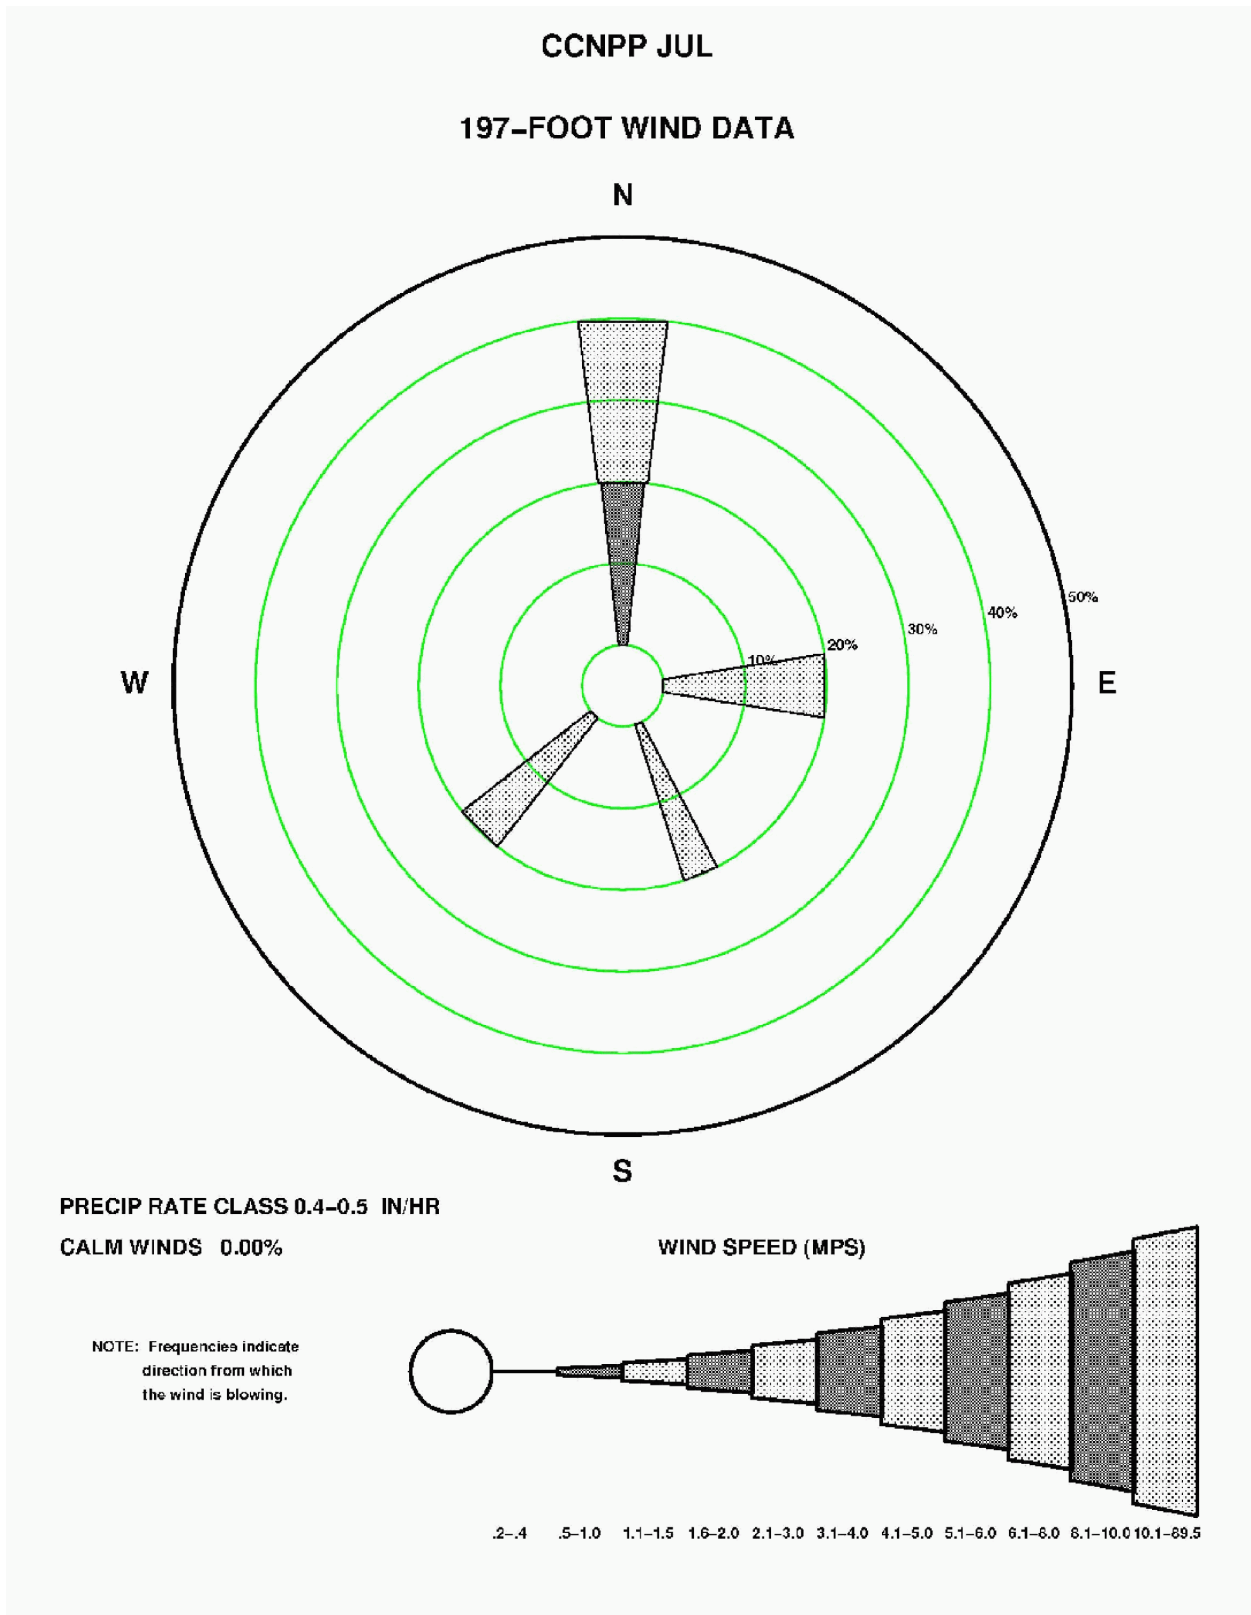 CCNPP JUL
197–FOOT WIND DATA
N
50%
40%
30%
20%
10%
W
E
S
PRECIP RATE CLASS 0.4–0.5 IN/HR
CALM WINDS 0.00%
WIND SPEED (MPS)
NOTE: Frequencies indicate
direction from which
the wind is blowing.
.2–.4 .5–1.0 1.1–1.5 1.6–2.0 2.1–3.0 3.1–4.0 4.1–5.0 5.1–6.0 6.1–8.0 8.1–10.0 10.1–89.5